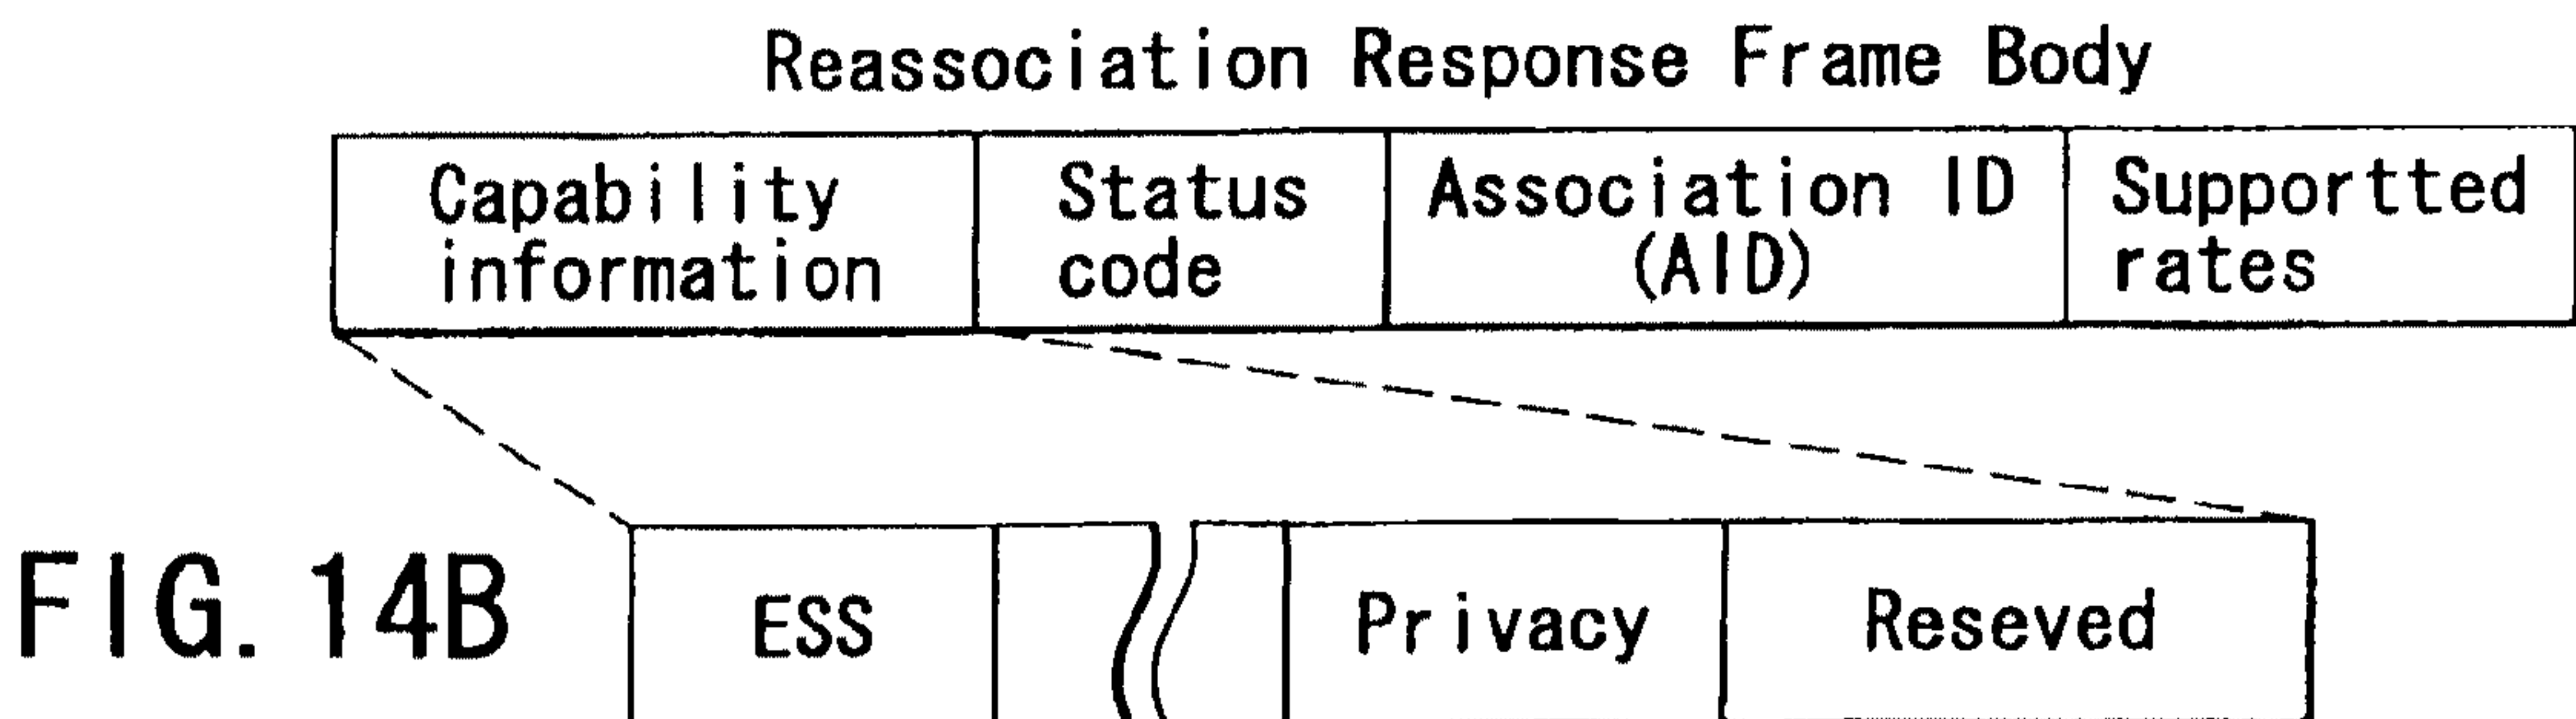 Reassociation Response Frame Body
Capability information
Status code
Association ID (AID)
Supportted rates
FIG. 14B
ESS
Privacy
Reseved